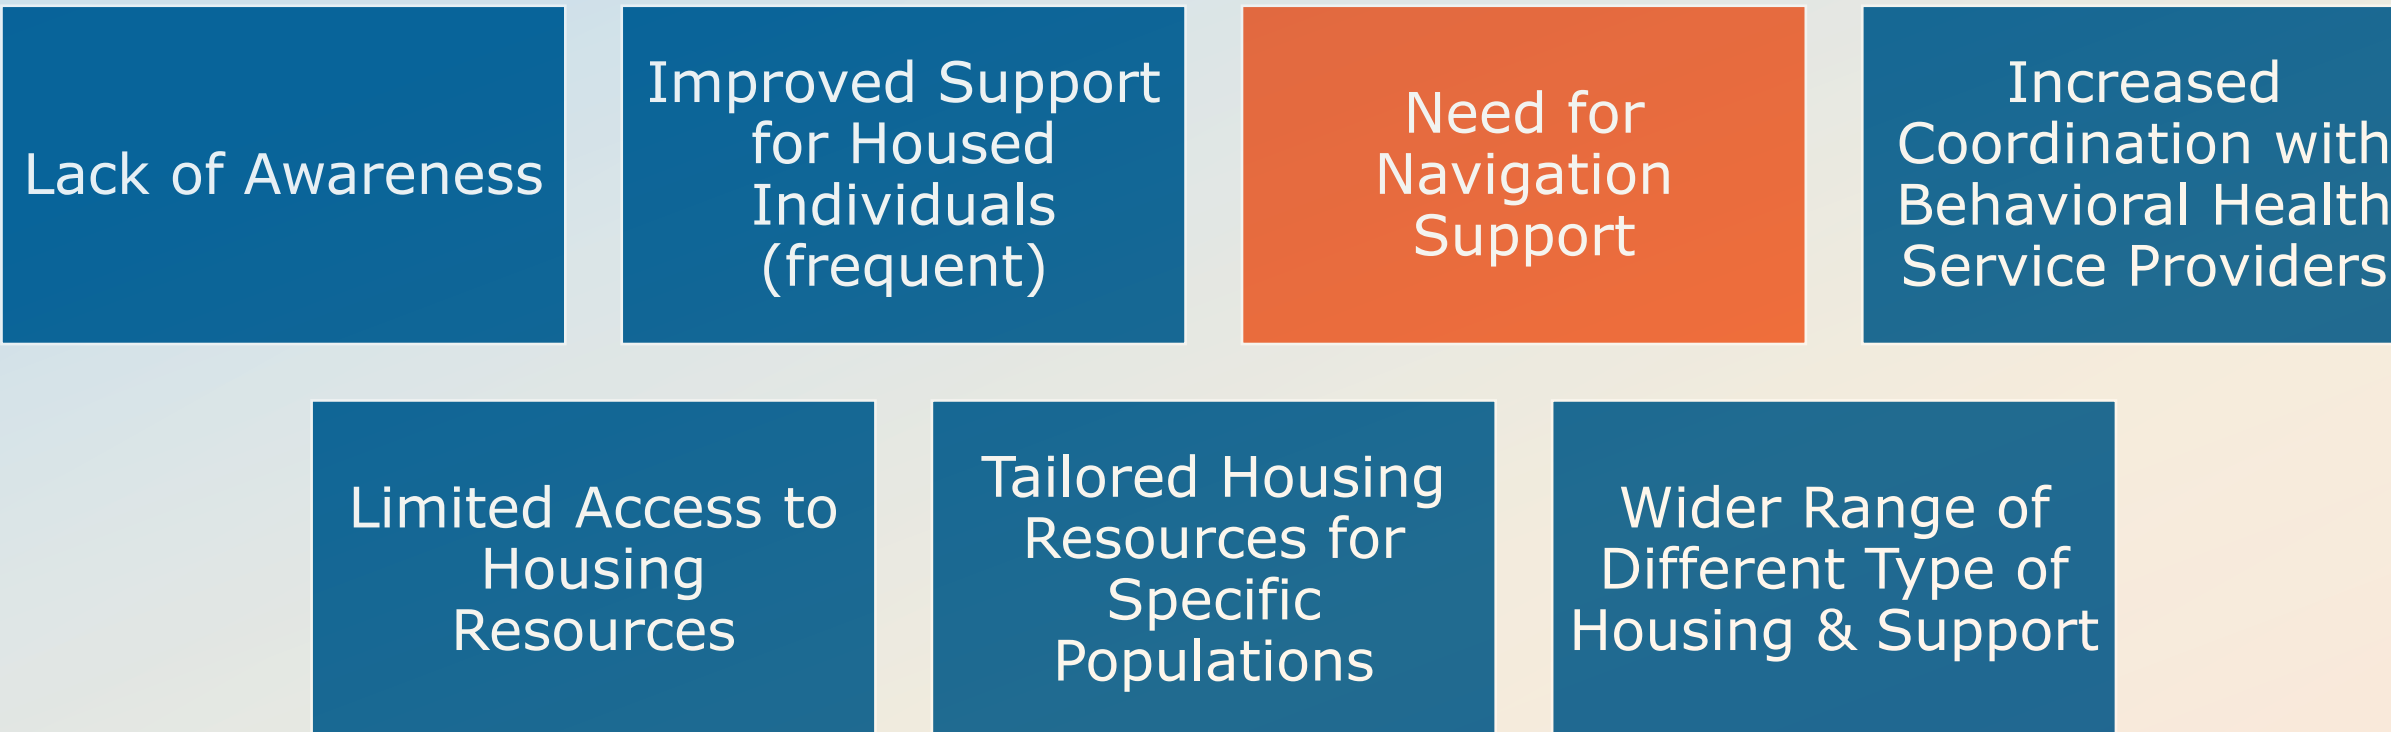 Lack of Awareness
Improved Support
for Housed
Individuals
(frequent)
Need for
Navigation
Support
Increased
Coordination with
Behavioral Health
Service Providers
Limited Access to
Housing
Resources
Tailored Housing
Resources for
Specific
Populations
Wider Range of
Different Type of
Housing & Support